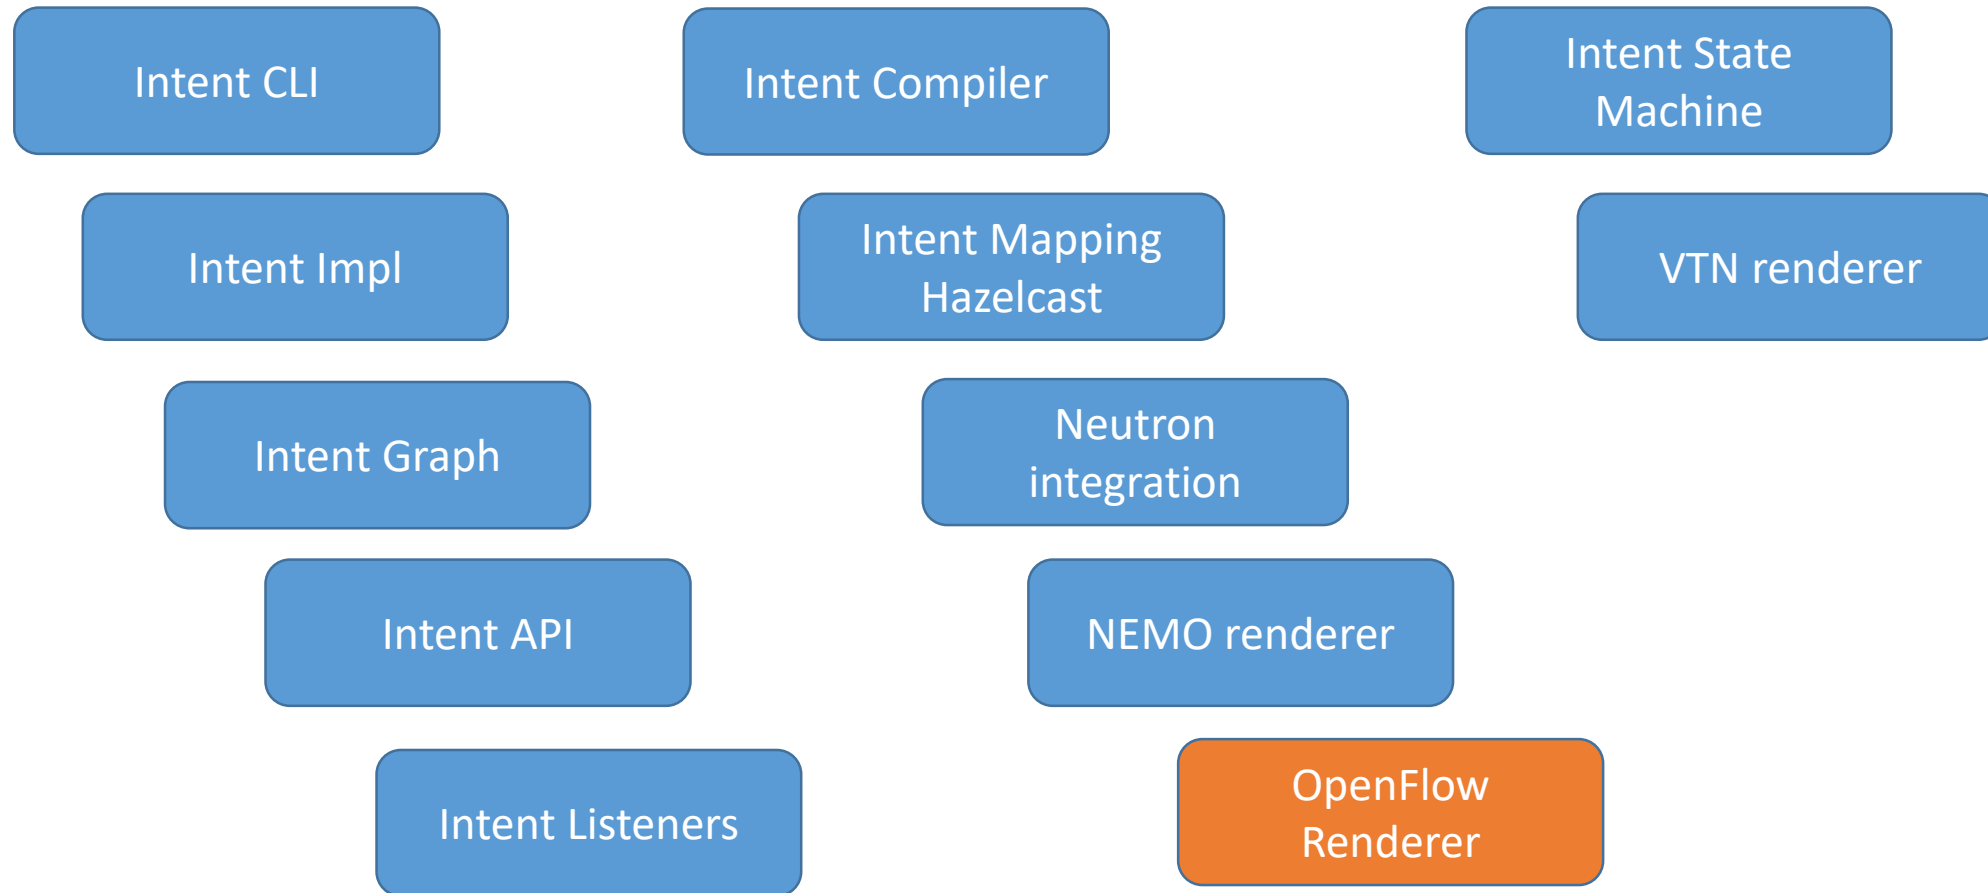 Intent CLI
Intent Impl
Intent Graph
Intent API
Intent Listeners
Intent Compiler
Intent Mapping
Hazelcast
Neutron
integration
NEMO renderer
OpenFlow
Renderer
Intent State
Machine
VTN renderer